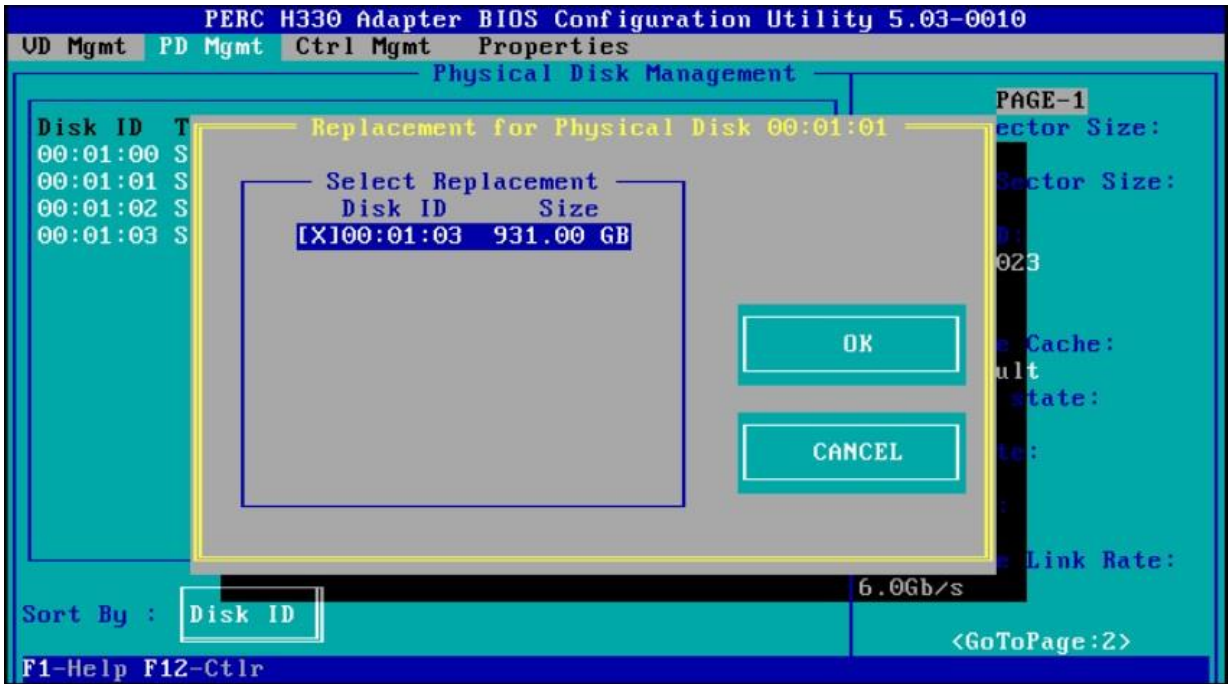 PERC H330 Adapter BIOS Configuration Utility 5.03-0010
VD Mgmt PD Mgmt Ctrl Mgmt Properties
Physical Disk Management
PAGE-1
Disk ID T
00:01:00 S
00:01:01 S
00:01:02 S
00:01:03 S
Replacement for Physical Disk 00:01:01
Select Replacement
Disk ID Size
[X]00:01:03 931.00 GB
OK
CANCEL
ector Size:
Sector Size:
D:
023
e Cache:
ult
state:
te:
:
e Link Rate:
6.0Gb/s
Sort By : Disk ID
<GoToPage:2>
F1-Help F12-Ctlr